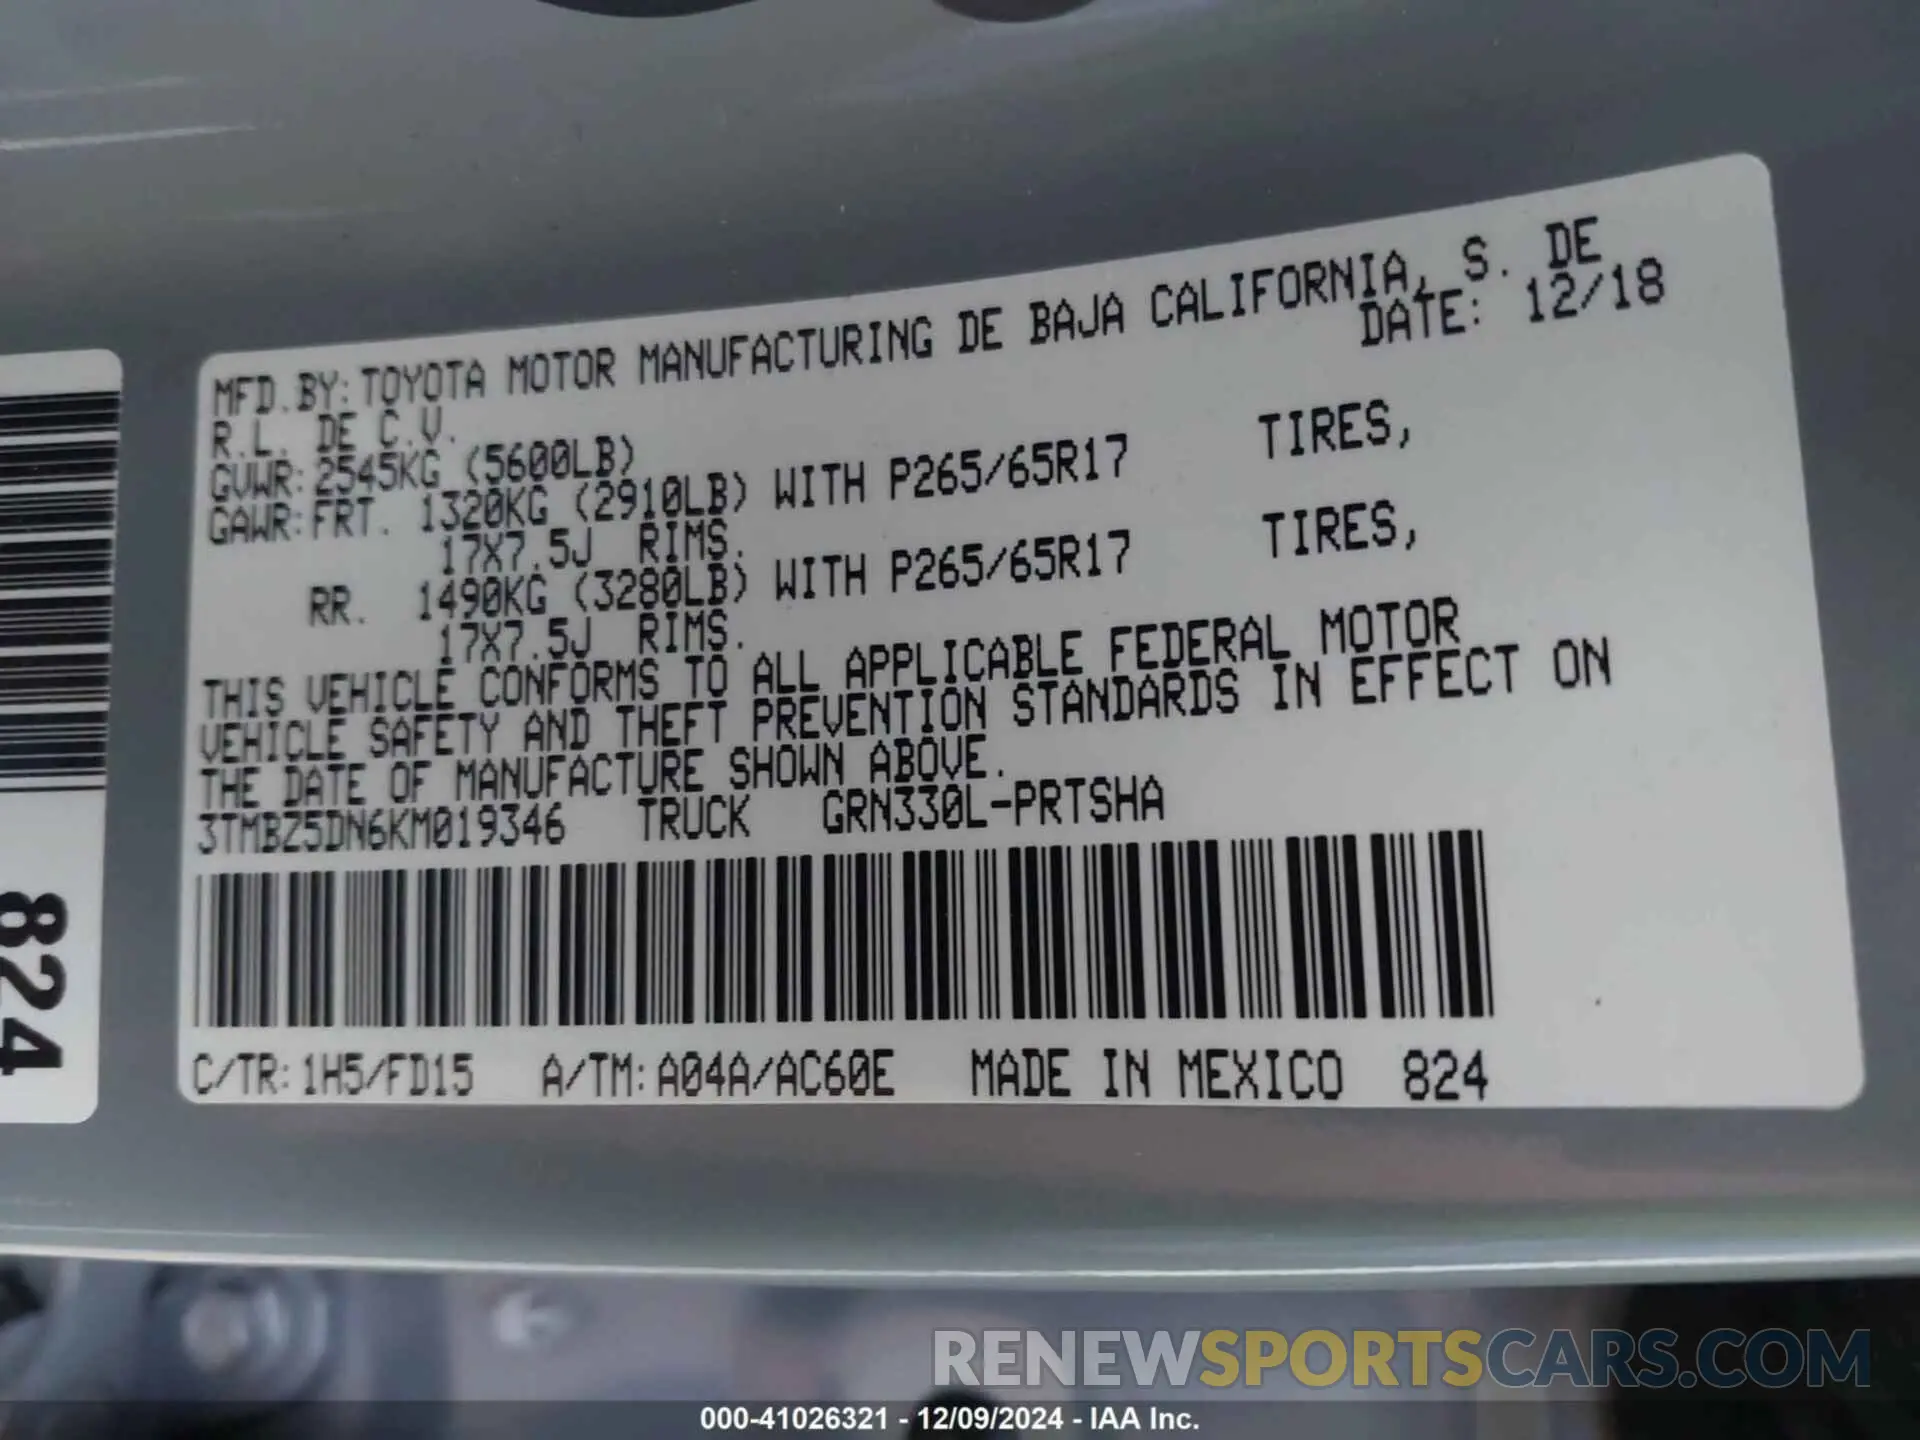 MFD.BY:TOYOTA MOTOR MANUFACTURING DE BAJA CALIFORNIA, S. DE
R.L. DE C.V. DATE: 12/18
GVWR:2545KG (5600LB)
GAWR:FRT. 1320KG (2910LB) WITH P265/65R17 TIRES,
17X7.5J RIMS.
RR. 1490KG (3280LB) WITH P265/65R17 TIRES,
17X7.5J RIMS.
THIS VEHICLE CONFORMS TO ALL APPLICABLE FEDERAL MOTOR
VEHICLE SAFETY AND THEFT PREVENTION STANDARDS IN EFFECT ON
THE DATE OF MANUFACTURE SHOWN ABOVE.
3TMBZ5DN6KM019346 TRUCK GRN330L-PRTSHA
C/TR:1H5/FD15 A/TM:A04A/AC60E MADE IN MEXICO 824
824
RENEWSPORTSCARS.COM
000-41026321 - 12/09/2024 - IAA Inc.